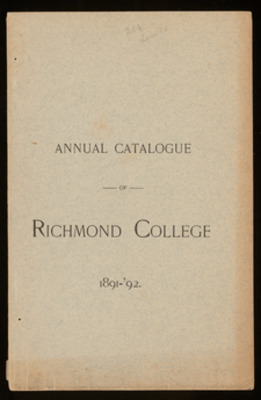 ANNUAL CATALOGUE
OF
RICHMOND COLLEGE
1891-'92.